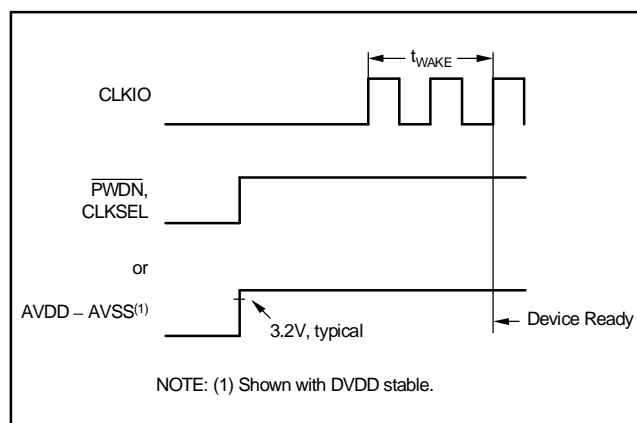 tWAKE
CLKIO
PWDN,
CLKSEL
or
AVDD – AVSS(1)
3.2V, typical
Device Ready
NOTE: (1) Shown with DVDD stable.